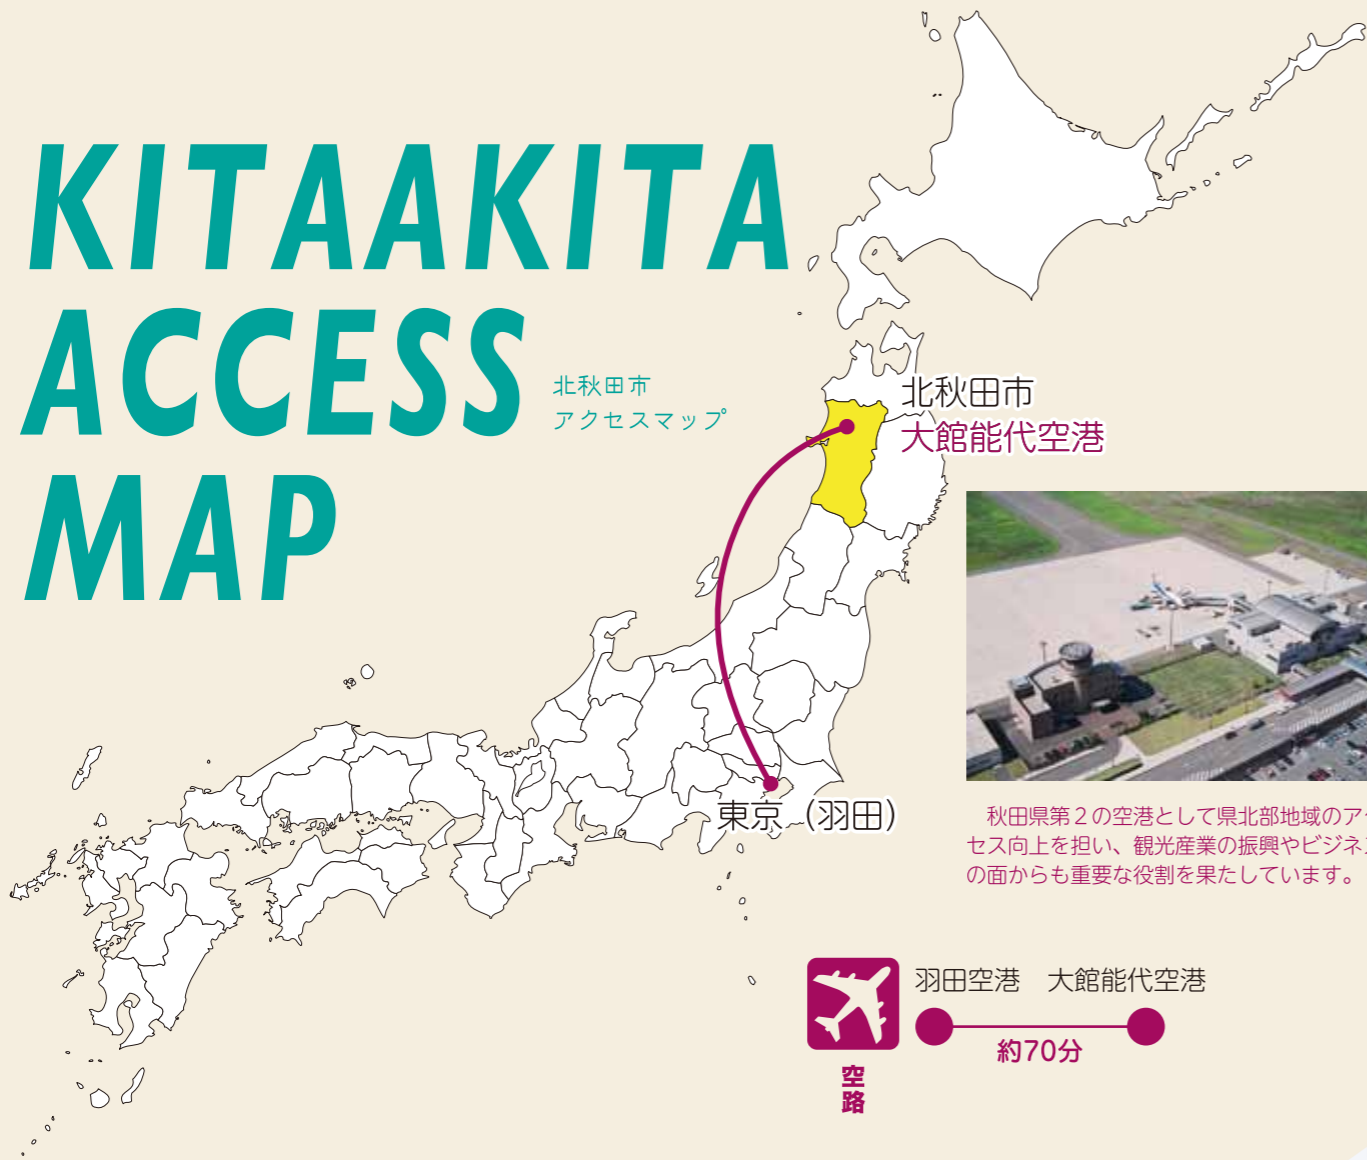 KITAAKITA
ACCESS
MAP
北秋田市
アクセスマップ
北秋田市
大館能代空港
東京（羽田）
秋田県第２の空港として県北部地域のアク
セス向上を担い、観光産業の振興やビジネス
の面からも重要な役割を果たしています。
羽田空港　大館能代空港
約70分
空路